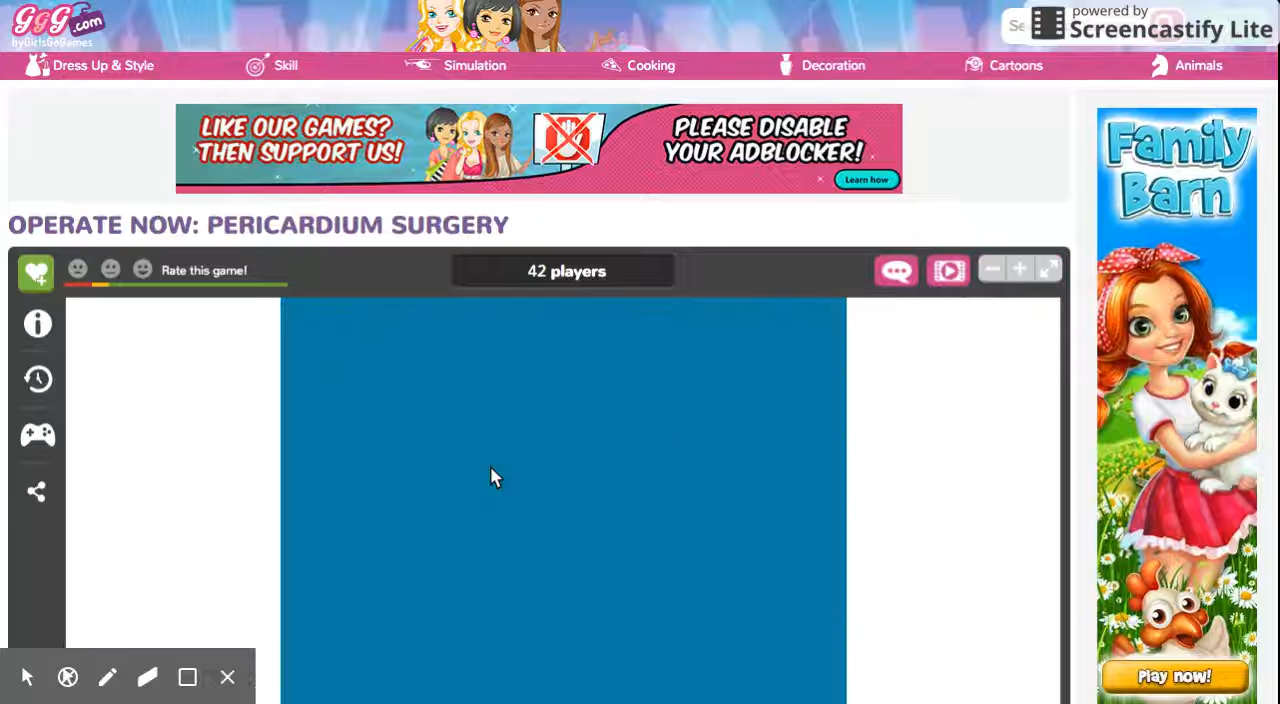 GGG.com
byGirlsGoGames
Se
powered by
Screencastify Lite
Dress Up & Style
Skill
Simulation
Cooking
Decoration
Cartoons
Animals
LIKE OUR GAMES?
THEN SUPPORT US!
PLEASE DISABLE
YOUR ADBLOCKER!
Learn how
Family
Barn
OPERATE NOW: PERICARDIUM SURGERY
Rate this game!
42 players
Play now!